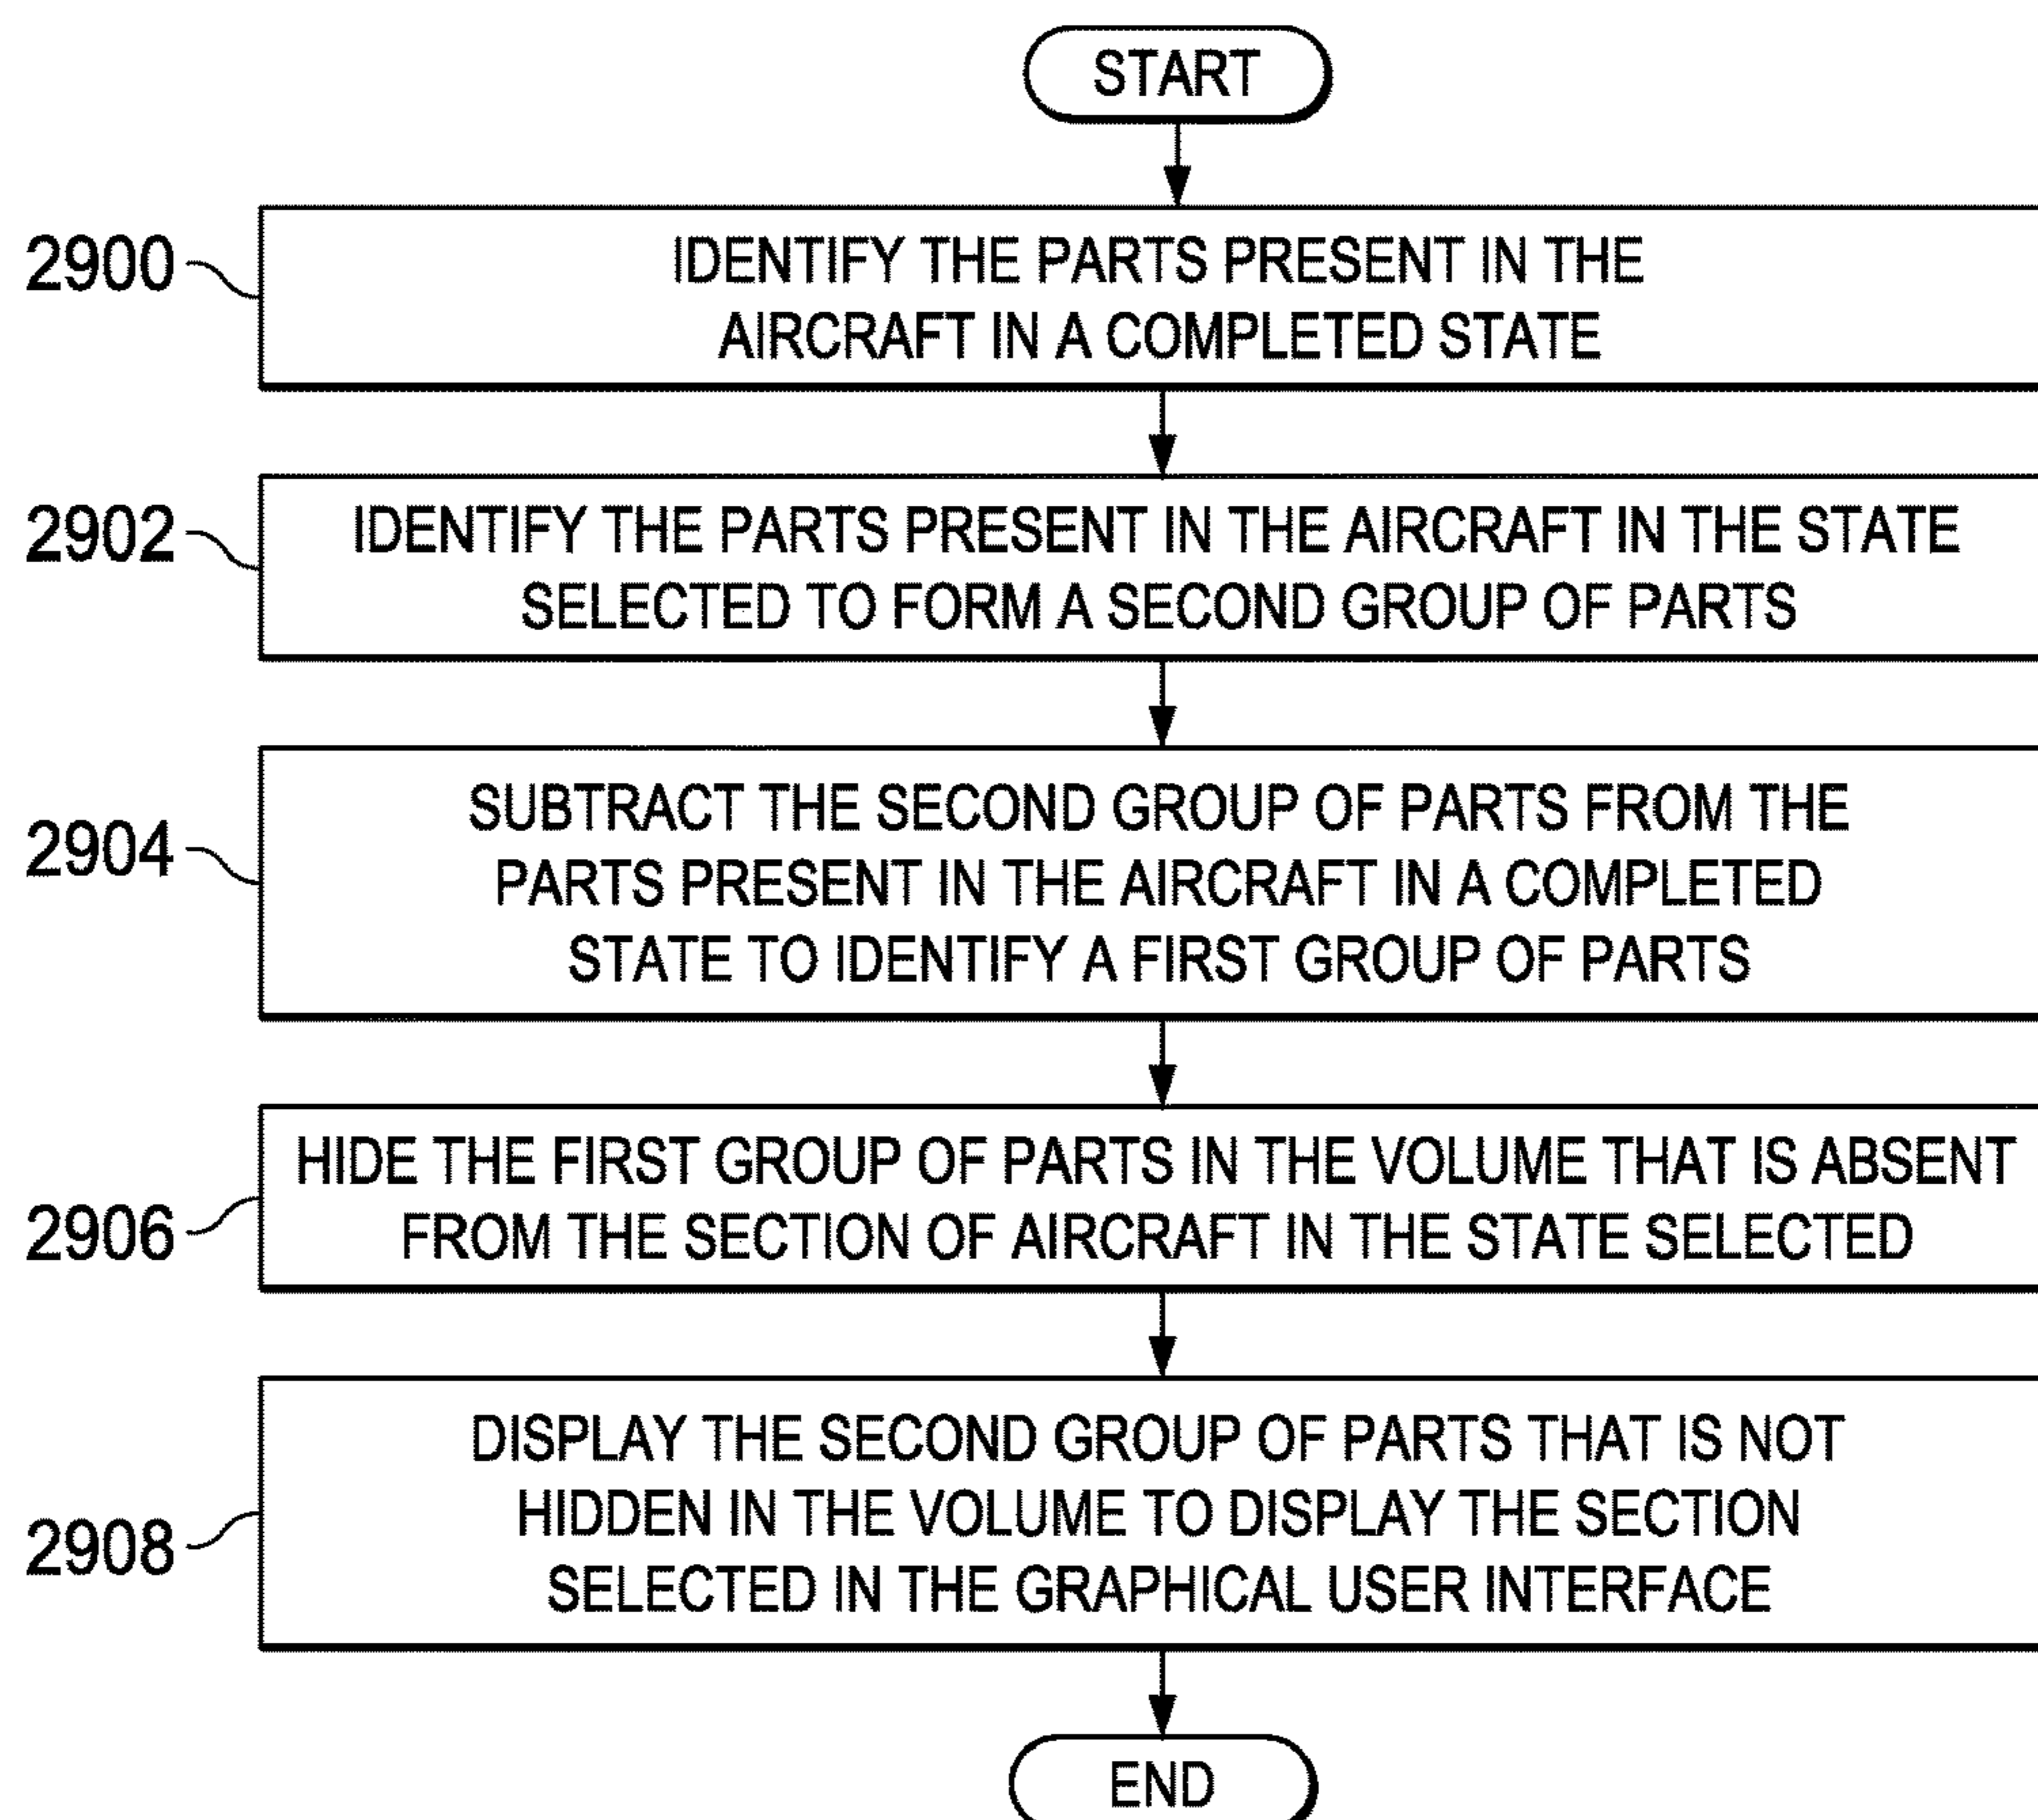 START
2900
IDENTIFY THE PARTS PRESENT IN THE
AIRCRAFT IN A COMPLETED STATE
2902
IDENTIFY THE PARTS PRESENT IN THE AIRCRAFT IN THE STATE
SELECTED TO FORM A SECOND GROUP OF PARTS
2904
SUBTRACT THE SECOND GROUP OF PARTS FROM THE
PARTS PRESENT IN THE AIRCRAFT IN A COMPLETED
STATE TO IDENTIFY A FIRST GROUP OF PARTS
2906
HIDE THE FIRST GROUP OF PARTS IN THE VOLUME THAT IS ABSENT
FROM THE SECTION OF AIRCRAFT IN THE STATE SELECTED
2908
DISPLAY THE SECOND GROUP OF PARTS THAT IS NOT
HIDDEN IN THE VOLUME TO DISPLAY THE SECTION
SELECTED IN THE GRAPHICAL USER INTERFACE
END